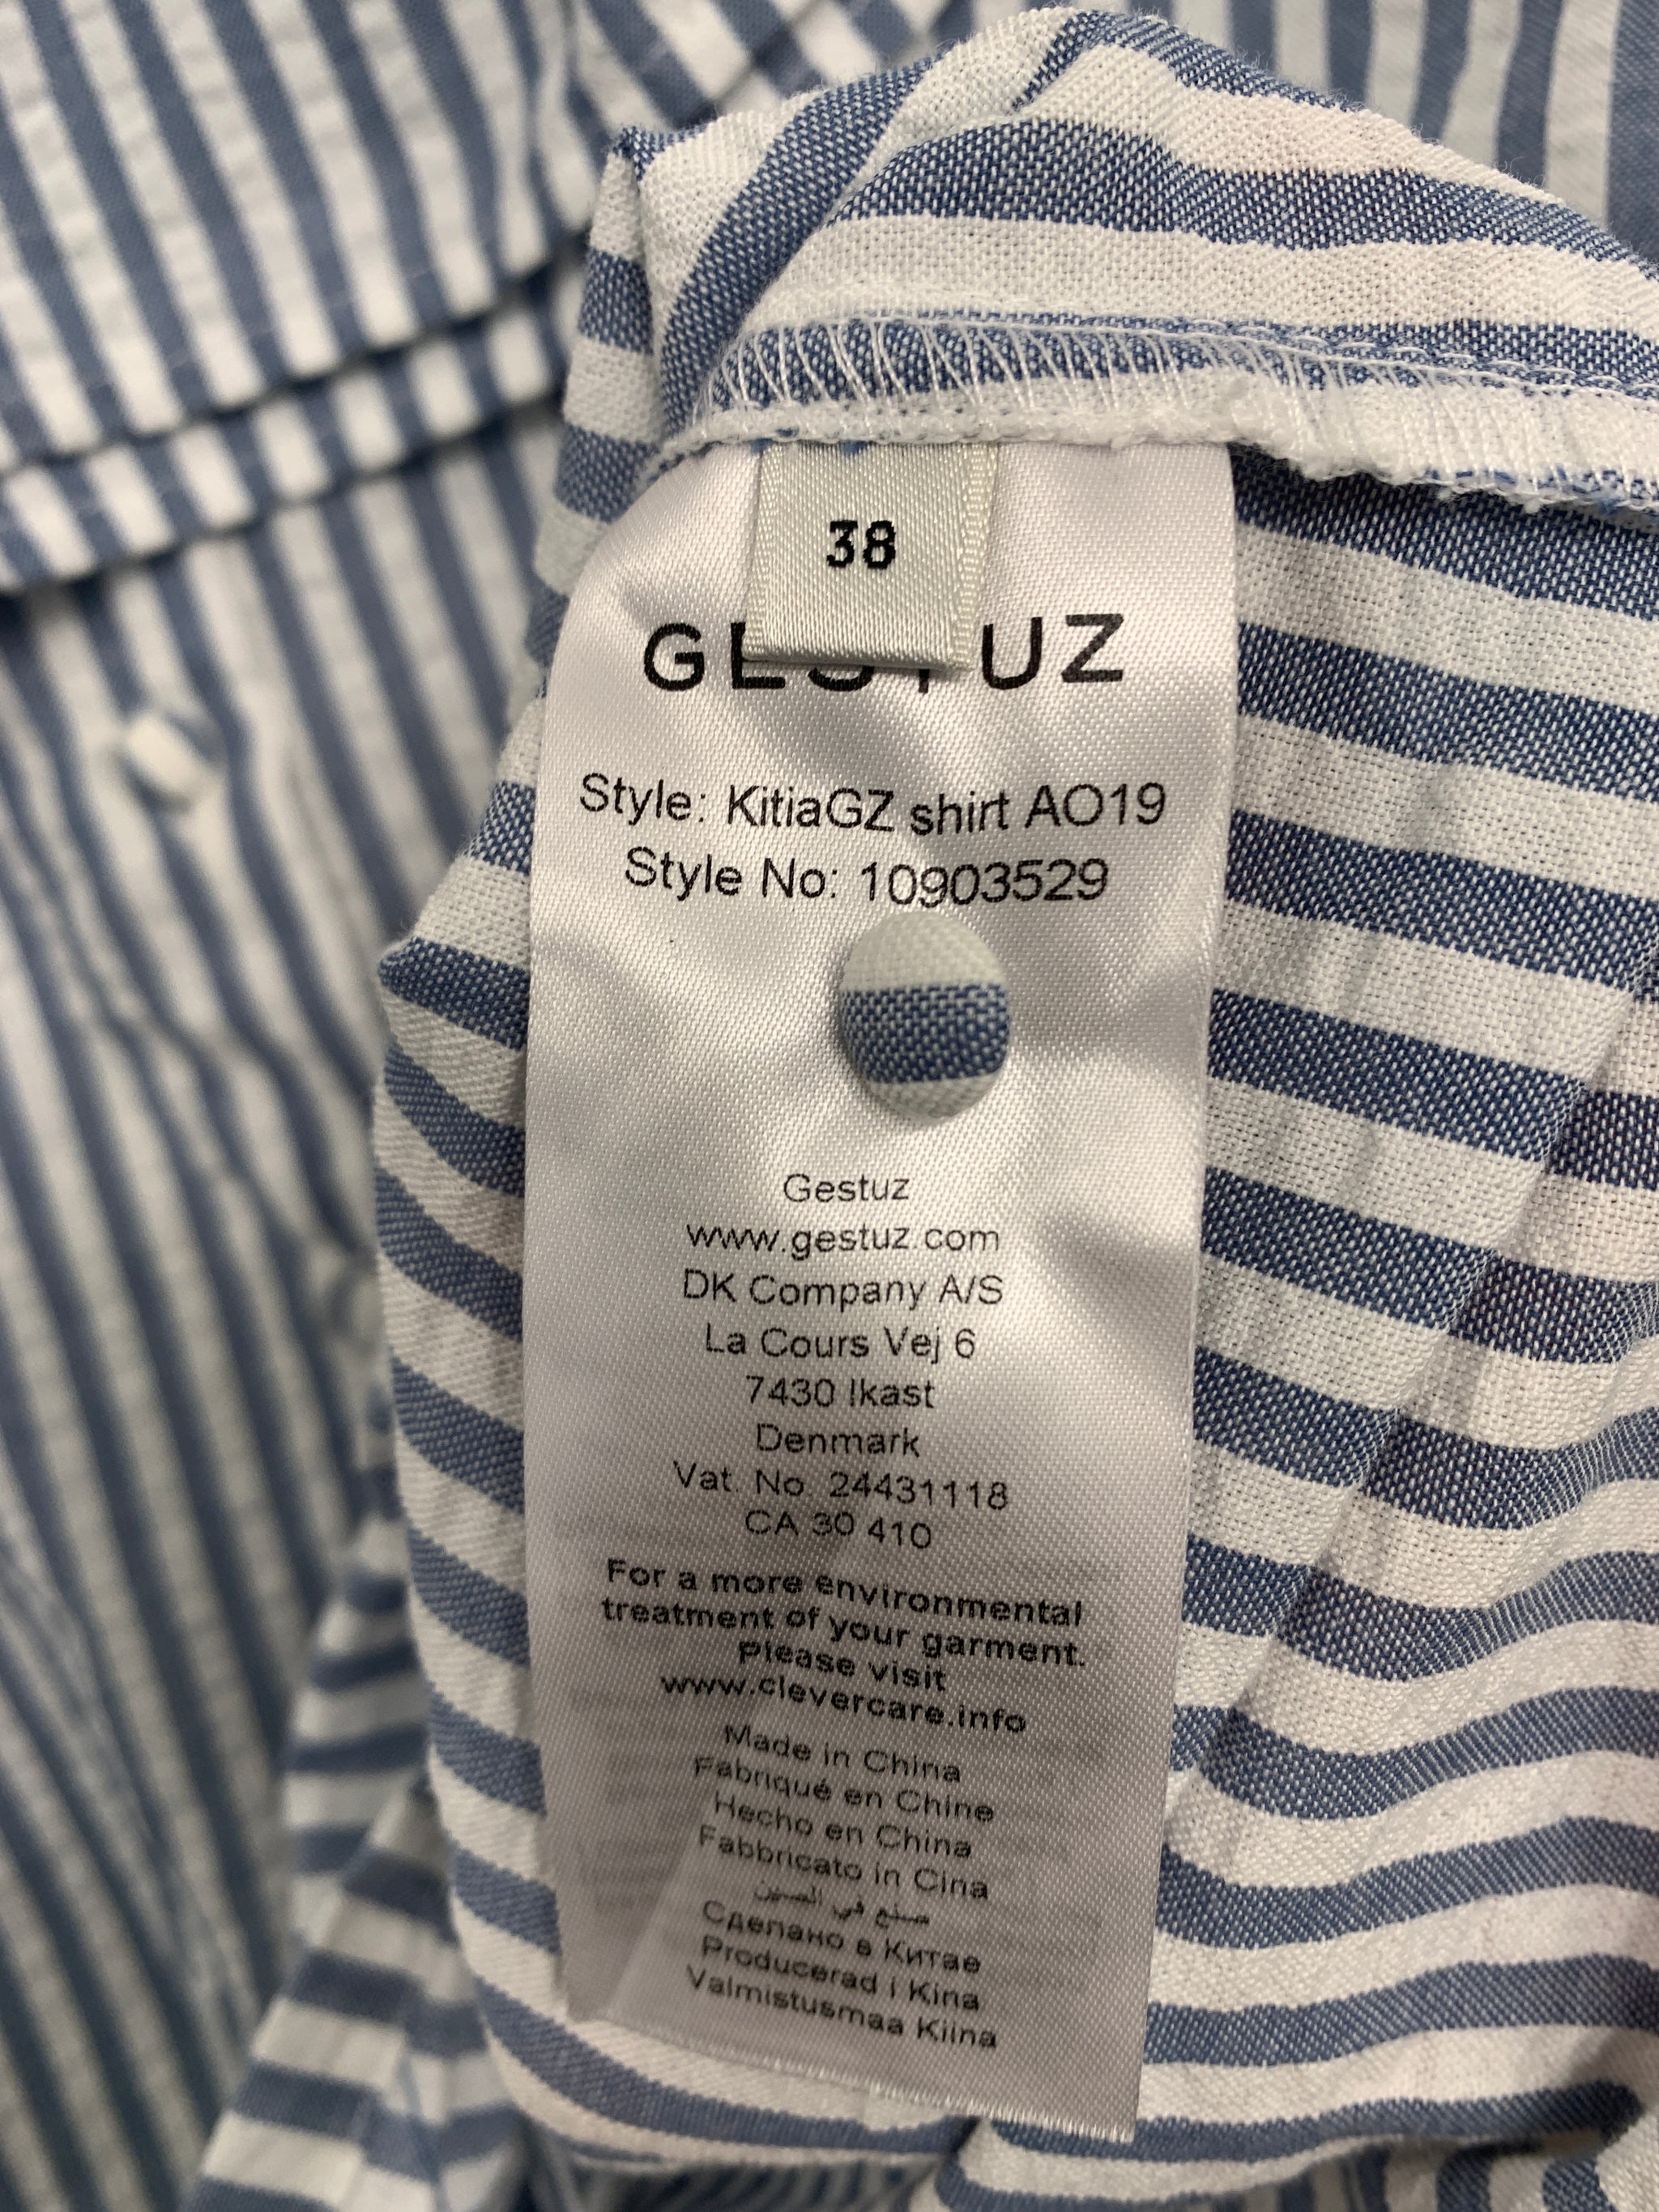 38
GESTUZ
Style: KitiaGZ shirt AO19
Style No: 10903529
Gestuz
www.gestuz.com
DK Company A/S
La Cours Vej 6
7430 Ikast
Denmark
Vat. No. 24431118
CA 30 410
For a more environmental
treatment of your garment.
Please visit
www.clevercare.info
Made in China
Fabriqué en Chine
Hecho en China
Fabbricato in Cina
صنع في الصين
Сделано в Китае
Producerad i Kina
Valmistusmaa Kiina